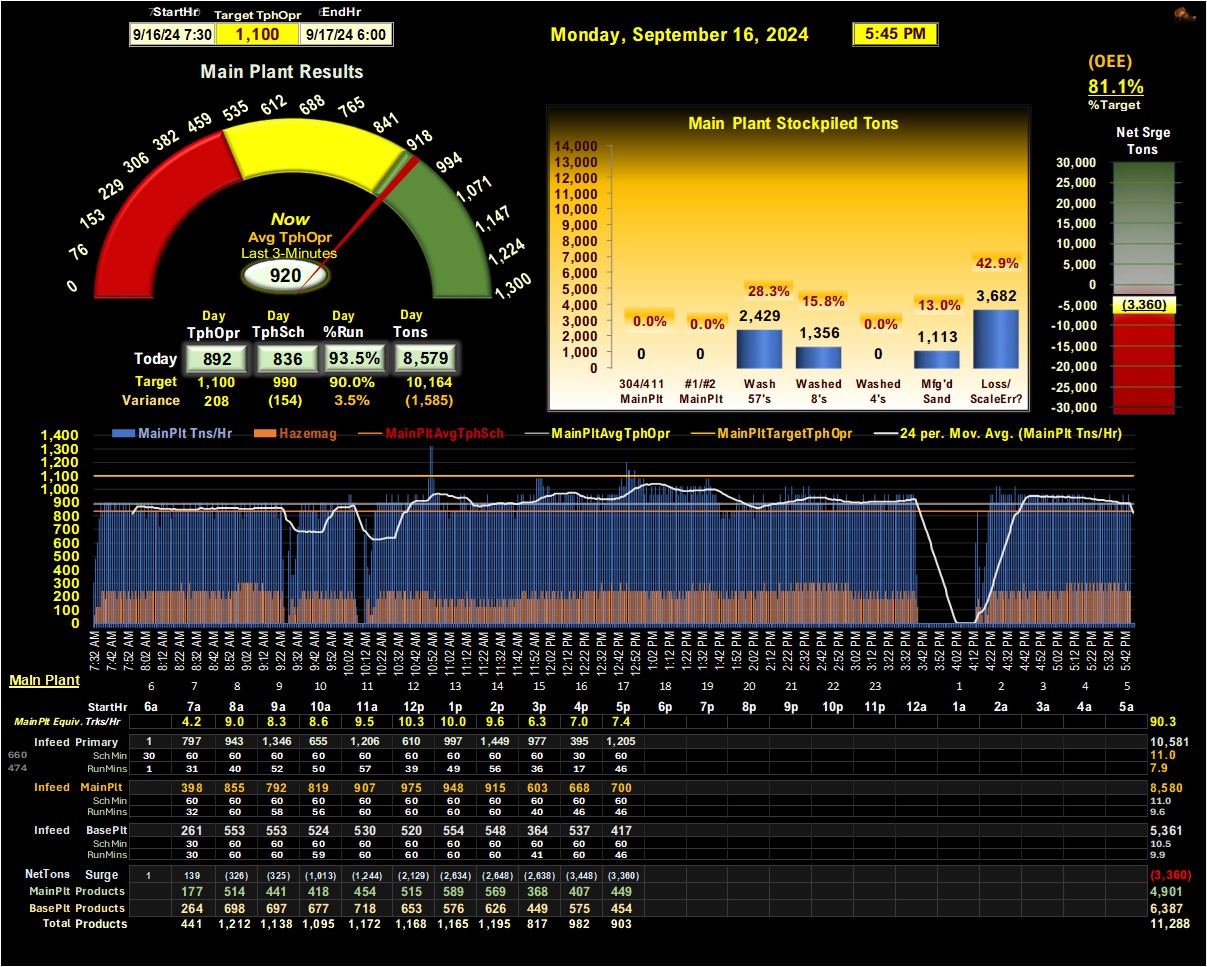 StartHr Target TphOpr EndHr
9/16/24 7:30 1,100 9/17/24 6:00
Monday, September 16, 2024 5:45 PM
(OEE)
81.1%
%Target
Main Plant Results
0 76 153 229 306 382 459 535 612 688 765 841 918 994 1,071 1,147 1,224 1,300
Now
Avg TphOpr
Last 3-Minutes
920
Day Day Day Day
TphOpr TphSch %Run Tons
Today 892 836 93.5% 8,579
Target 1,100 990 90.0% 10,164
Variance 208 (154) 3.5% (1,585)
Main Plant Stockpiled Tons
14,000
13,000
12,000
11,000
10,000
9,000
8,000
7,000
6,000
5,000
4,000
3,000
2,000
1,000
0
0.0% 0.0% 28.3% 15.8% 0.0% 13.0% 42.9%
0 0 2,429 1,356 0 1,113 3,682
304/411 #1/#2 Wash Washed Washed Mfg'd Loss/
MainPlt MainPlt 57's 8's 4's Sand ScaleErr?
Net Srge
Tons
30,000
25,000
20,000
15,000
10,000
5,000
0
-5,000
-10,000
-15,000
-20,000
-25,000
-30,000
(3,360)
MainPlt Tns/Hr Hazemag MainPltAvgTphSch MainPltAvgTphOpr MainPltTargetTphOpr 24 per. Mov. Avg. (MainPlt Tns/Hr)
1,400
1,300
1,200
1,100
1,000
900
800
700
600
500
400
300
200
100
0
7:32 AM 7:42 AM 7:52 AM 8:02 AM 8:12 AM 8:22 AM 8:32 AM 8:42 AM 8:52 AM 9:02 AM 9:12 AM 9:22 AM 9:32 AM 9:42 AM 9:52 AM 10:02 AM 10:12 AM 10:22 AM 10:32 AM 10:42 AM 10:52 AM 11:02 AM 11:12 AM 11:22 AM 11:32 AM 11:42 AM 11:52 AM 12:02 PM 12:12 PM 12:22 PM 12:32 PM 12:42 PM 12:52 PM 1:02 PM 1:12 PM 1:22 PM 1:32 PM 1:42 PM 1:52 PM 2:02 PM 2:12 PM 2:22 PM 2:32 PM 2:42 PM 2:52 PM 3:02 PM 3:12 PM 3:22 PM 3:32 PM 3:42 PM 3:52 PM 4:02 PM 4:12 PM 4:22 PM 4:32 PM 4:42 PM 4:52 PM 5:02 PM 5:12 PM 5:22 PM 5:32 PM 5:42 PM
Main Plant
6 7 8 9 10 11 12 13 14 15 16 17 18 19 20 21 22 23 1 2 3 4 5
StartHr 6a 7a 8a 9a 10a 11a 12p 1p 2p 3p 4p 5p 6p 7p 8p 9p 10p 11p 12a 1a 2a 3a 4a 5a
MainPlt Equiv. Trks/Hr 4.2 9.0 8.3 8.6 9.5 10.3 10.0 9.6 6.3 7.0 7.4 90.3
Infeed Primary 1 797 943 1,346 655 1,206 610 997 1,449 977 395 1,205 10,581
660 SchMin 30 60 60 60 60 60 60 60 60 60 30 60 11.0
474 RunMins 1 31 40 52 50 57 39 49 56 36 17 46 7.9
Infeed MainPlt 398 855 792 819 907 975 948 915 603 668 700 8,580
SchMin 60 60 60 60 60 60 60 60 60 60 60 11.0
RunMins 32 60 58 56 60 60 60 60 40 46 46 9.6
Infeed BasePlt 261 553 553 524 530 520 554 548 364 537 417 5,361
SchMin 30 60 60 60 60 60 60 60 60 60 60 10.5
RunMins 30 60 60 59 60 60 60 60 41 60 46 9.9
NetTons Surge 1 139 (326) (325) (1,013) (1,244) (2,129) (2,634) (2,648) (2,638) (3,448) (3,360) (3,360)
MainPlt Products 177 514 441 418 454 515 589 569 368 407 449 4,901
BasePlt Products 264 698 697 677 718 653 576 626 449 575 454 6,387
Total Products 441 1,212 1,138 1,095 1,172 1,168 1,165 1,195 817 982 903 11,288